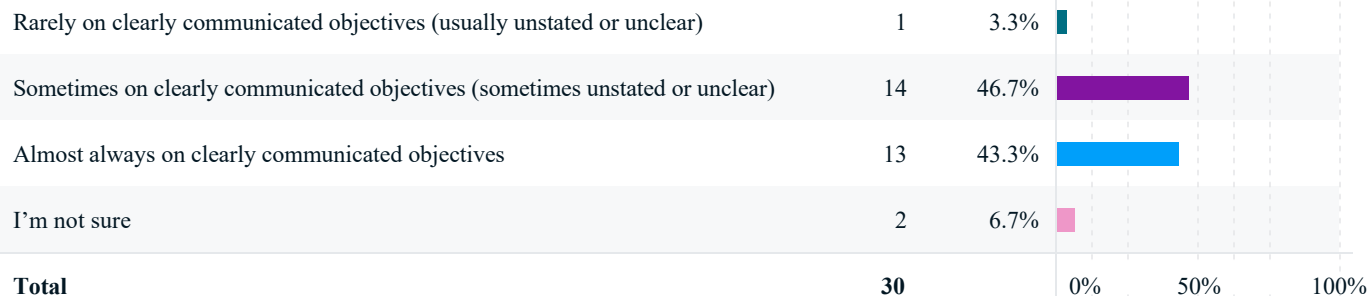 Rarely on clearly communicated objectives (usually unstated or unclear) 1 3.3%
Sometimes on clearly communicated objectives (sometimes unstated or unclear) 14 46.7%
Almost always on clearly communicated objectives 13 43.3%
I’m not sure 2 6.7%
Total 30 0% 50% 100%